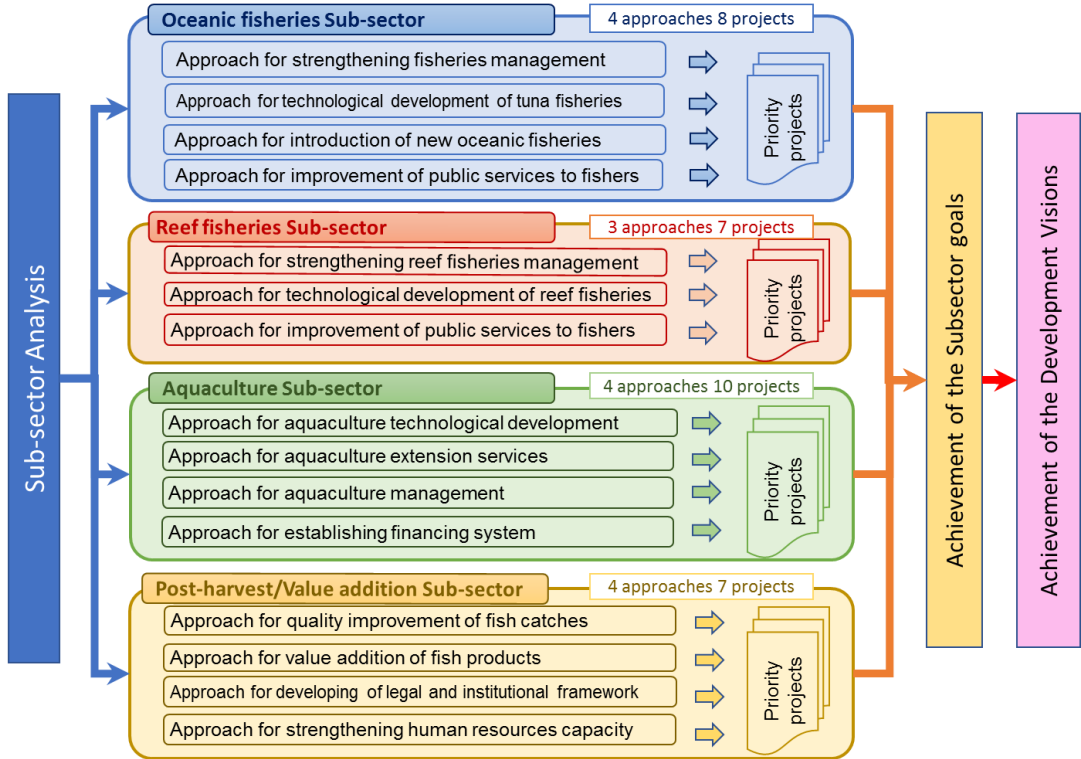 Sub-sector Analysis
Oceanic fisheries Sub-sector
4 approaches 8 projects
Approach for strengthening fisheries management
Approach for technological development of tuna fisheries
Approach for introduction of new oceanic fisheries
Approach for improvement of public services to fishers
Priority
projects
Reef fisheries Sub-sector
3 approaches 7 projects
Approach for strengthening reef fisheries management
Approach for technological development of reef fisheries
Approach for improvement of public services to fishers
Priority
projects
Aquaculture Sub-sector
4 approaches 10 projects
Approach for aquaculture technological development
Approach for aquaculture extension services
Approach for aquaculture management
Approach for establishing financing system
Priority
projects
Post-harvest/Value addition Sub-sector
4 approaches 7 projects
Approach for quality improvement of fish catches
Approach for value addition of fish products
Approach for developing of legal and institutional framework
Approach for strengthening human resources capacity
Priority
projects
Achievement of the Subsector goals
Achievement of the Development Visions